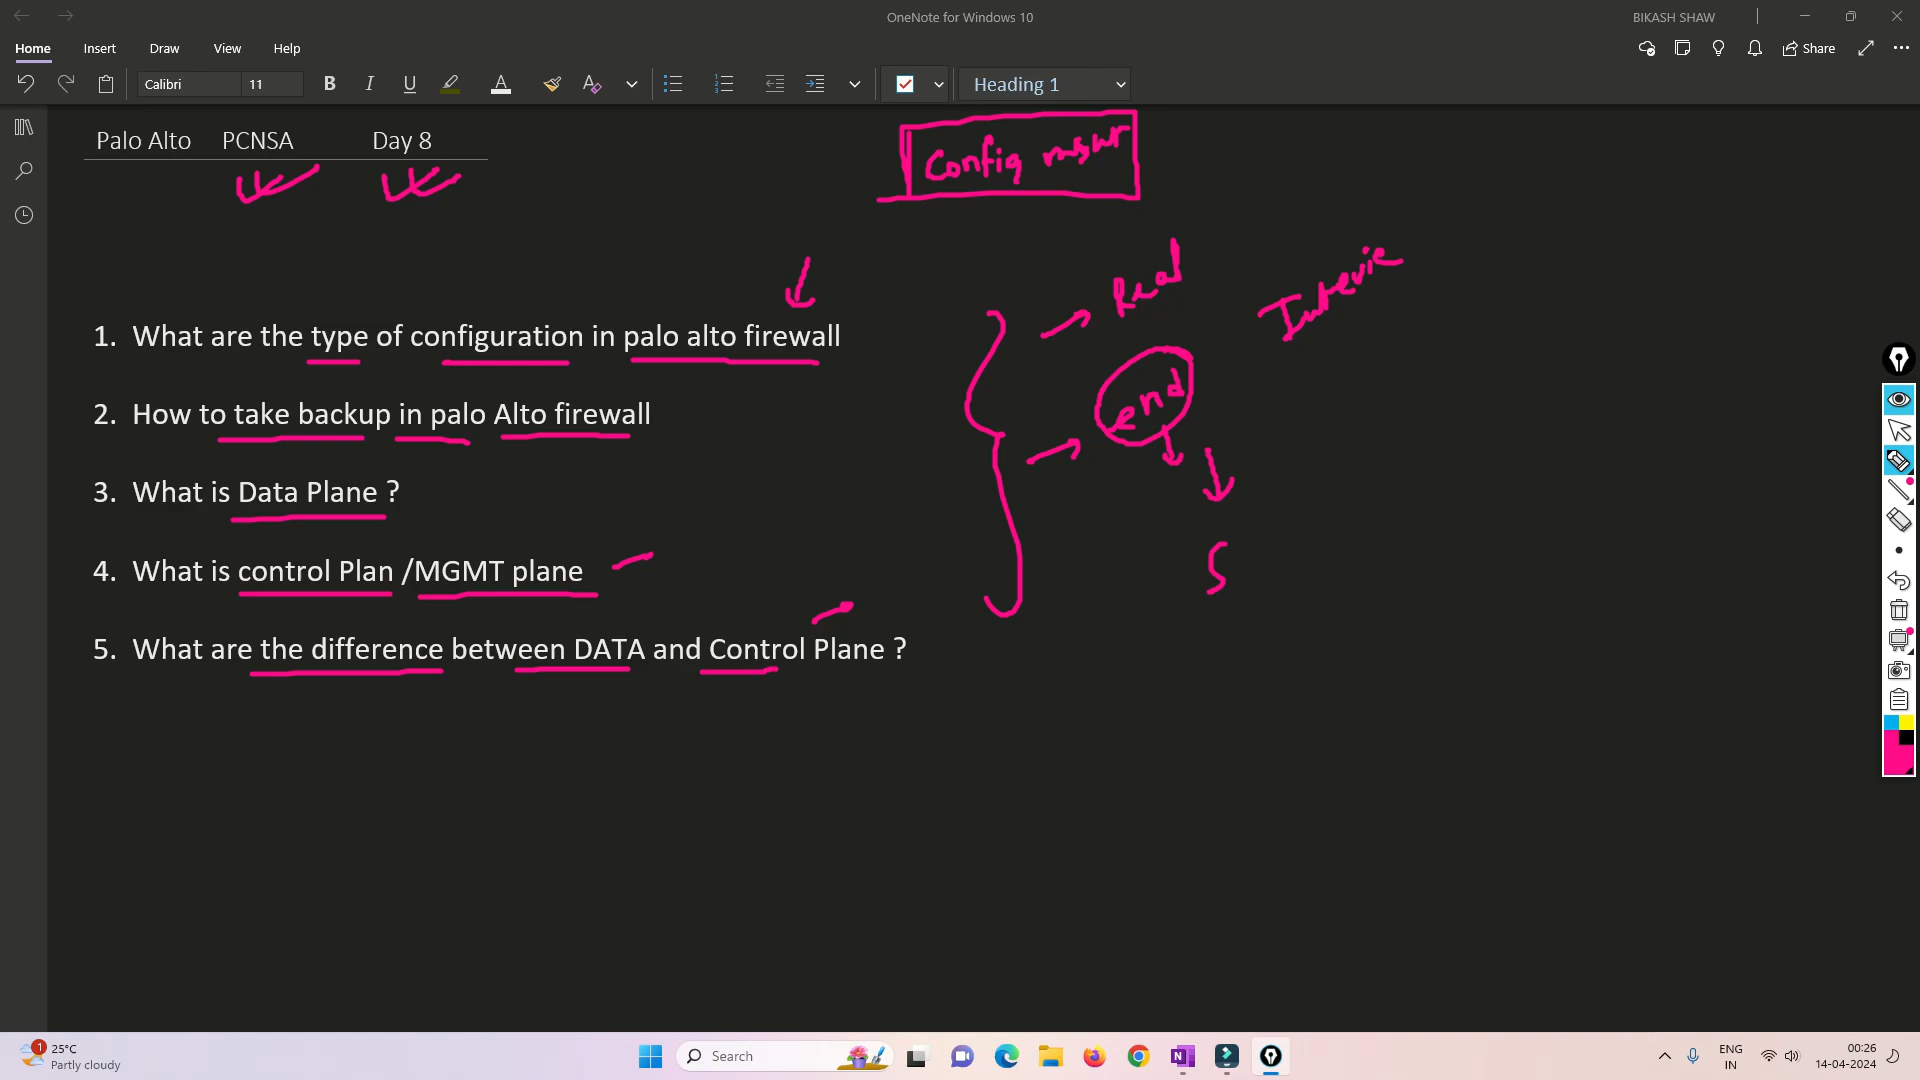 OneNote for Windows 10
BIKASH SHAW
Home Insert Draw View Help
Share
Calibri 11 B I U A A Heading 1
Palo Alto PCNSA Day 8
Config mgmt
Real
end
S
1. What are the type of configuration in palo alto firewall
2. How to take backup in palo Alto firewall
3. What is Data Plane ?
4. What is control Plan /MGMT plane
5. What are the difference between DATA and Control Plane ?
1 25°C
Partly cloudy
Search
ENG
IN
00:26
14-04-2024